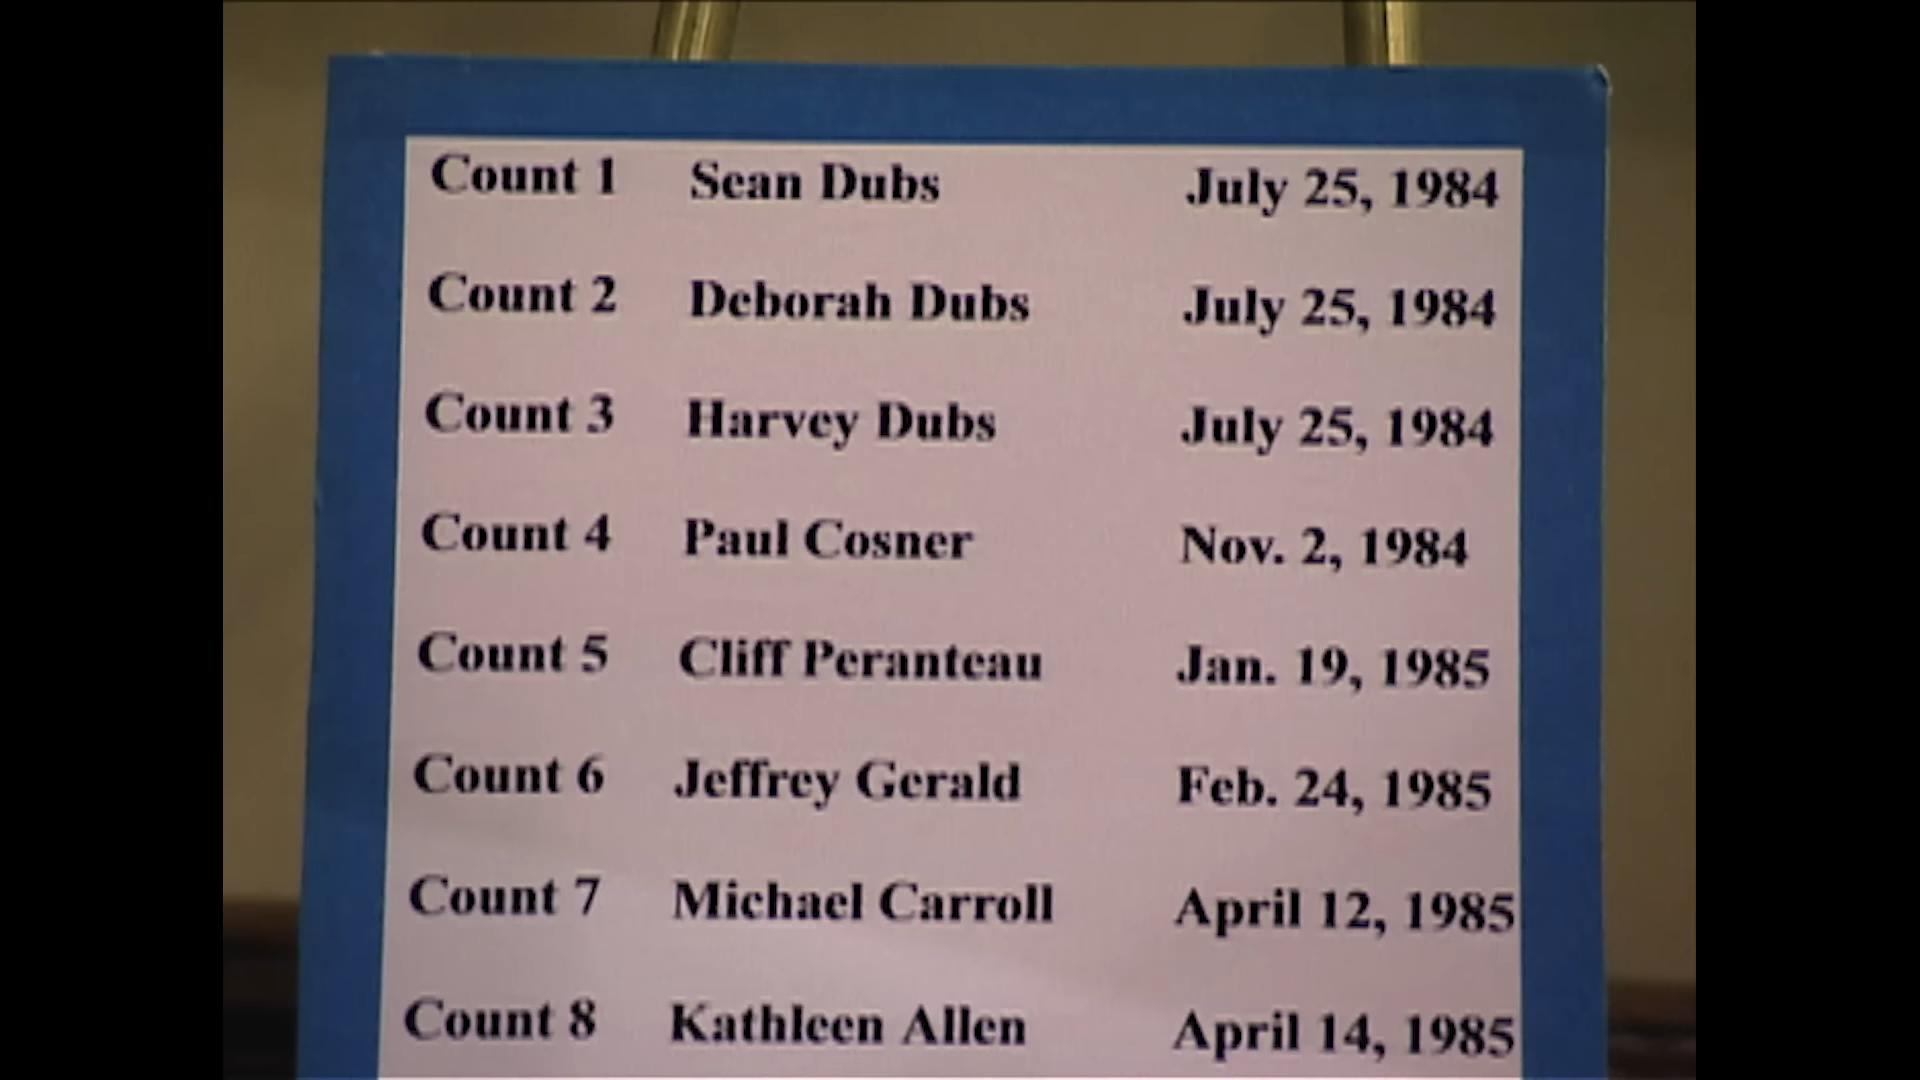 Count 1 Sean Dubs July 25, 1984
Count 2 Deborah Dubs July 25, 1984
Count 3 Harvey Dubs July 25, 1984
Count 4 Paul Cosner Nov. 2, 1984
Count 5 Cliff Peranteau Jan. 19, 1985
Count 6 Jeffrey Gerald Feb. 24, 1985
Count 7 Michael Carroll April 12, 1985
Count 8 Kathleen Allen April 14, 1985